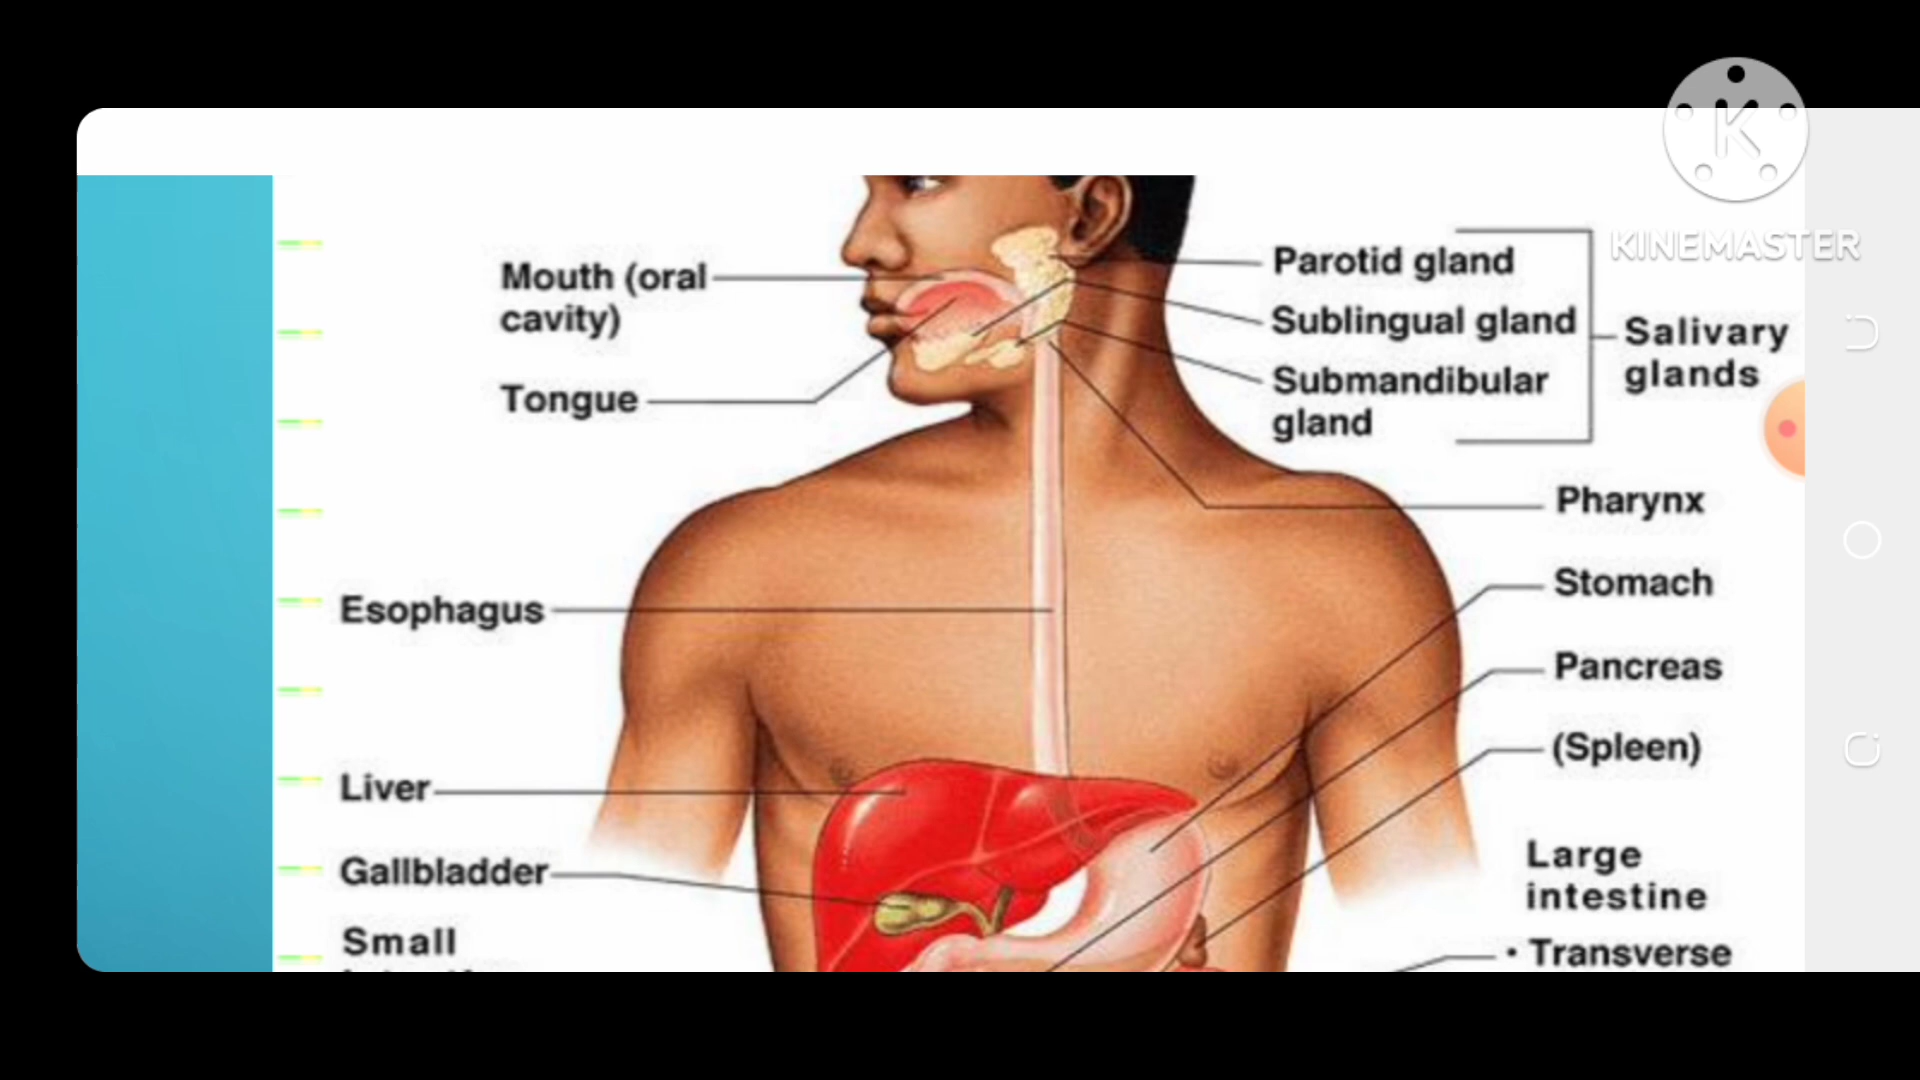 K
KINEMASTER
Mouth (oral
cavity)
Tongue
Esophagus
Liver
Gallbladder
Small
Parotid gland
Sublingual gland
Submandibular
gland
Salivary
glands
Pharynx
Stomach
Pancreas
(Spleen)
Large
intestine
• Transverse